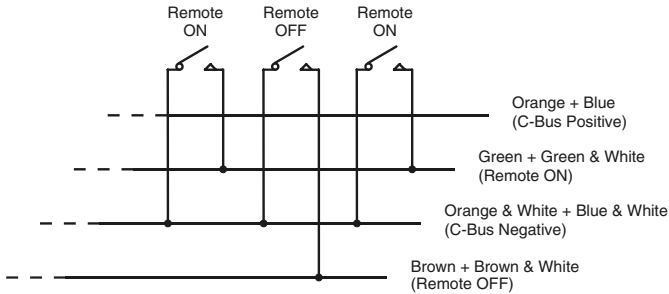 Remote
ON
Remote
OFF
Remote
ON
Orange + Blue
(C-Bus Positive)
Green + Green & White
(Remote ON)
Orange & White + Blue & White
(C-Bus Negative)
Brown + Brown & White
(Remote OFF)